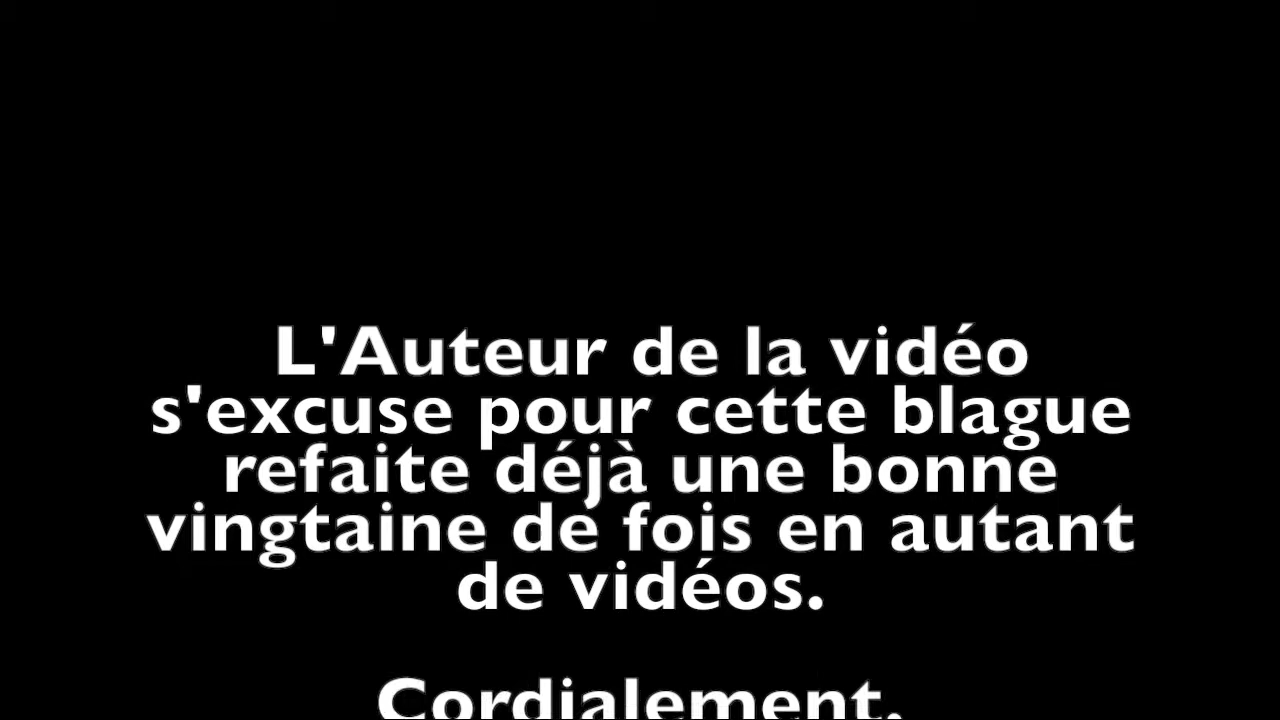 L'Auteur de la vidéo
s'excuse pour cette blague
refaite déjà une bonne
vingtaine de fois en autant
de vidéos.
Cordialement.